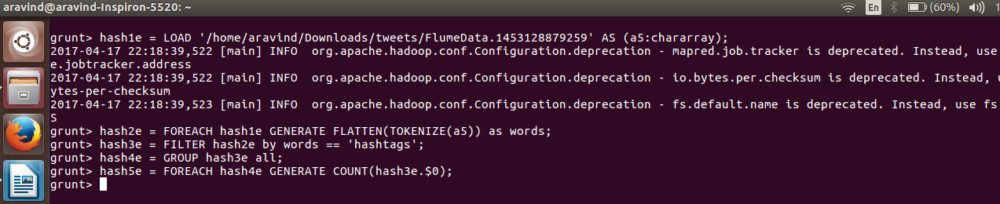 aravind@aravind-Inspiron-5520: ~
En
(60%)
grunt> hash1e = LOAD '/home/aravind/Downloads/tweets/FlumeData.1453128879259' AS (a5:chararray);
2017-04-17 22:18:39,522 [main] INFO  org.apache.hadoop.conf.Configuration.deprecation - mapred.job.tracker is deprecated. Instead, use
e.jobtracker.address
2017-04-17 22:18:39,522 [main] INFO  org.apache.hadoop.conf.Configuration.deprecation - io.bytes.per.checksum is deprecated. Instead,
ytes-per-checksum
2017-04-17 22:18:39,523 [main] INFO  org.apache.hadoop.conf.Configuration.deprecation - fs.default.name is deprecated. Instead, use fs
S
grunt> hash2e = FOREACH hash1e GENERATE FLATTEN(TOKENIZE(a5)) as words;
grunt> hash3e = FILTER hash2e by words == 'hashtags';
grunt> hash4e = GROUP hash3e all;
grunt> hash5e = FOREACH hash4e GENERATE COUNT(hash3e.$0);
grunt>